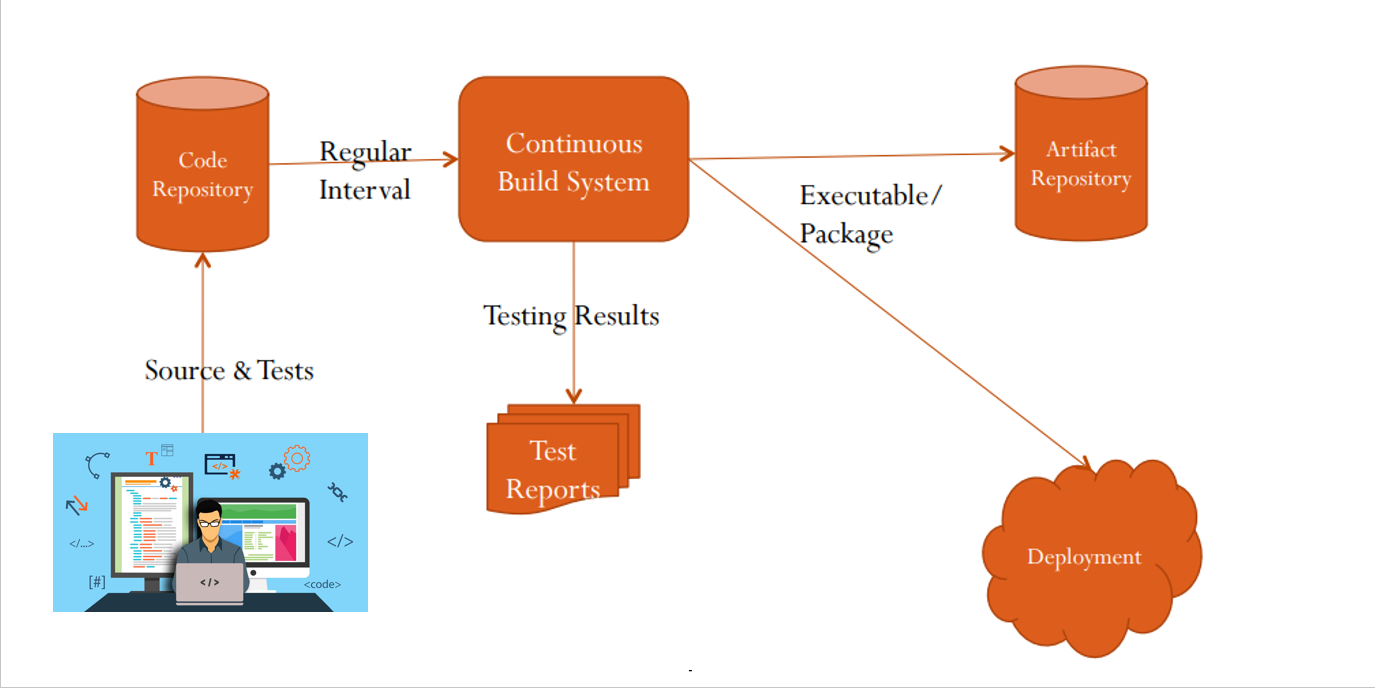 Code
Repository
Regular
Interval
Continuous
Build System
Executable/
Package
Artifact
Repository
Testing Results
Source & Tests
Test
Reports
Deployment
T
</>
</...>
</>
[#]
</>
<code>
-